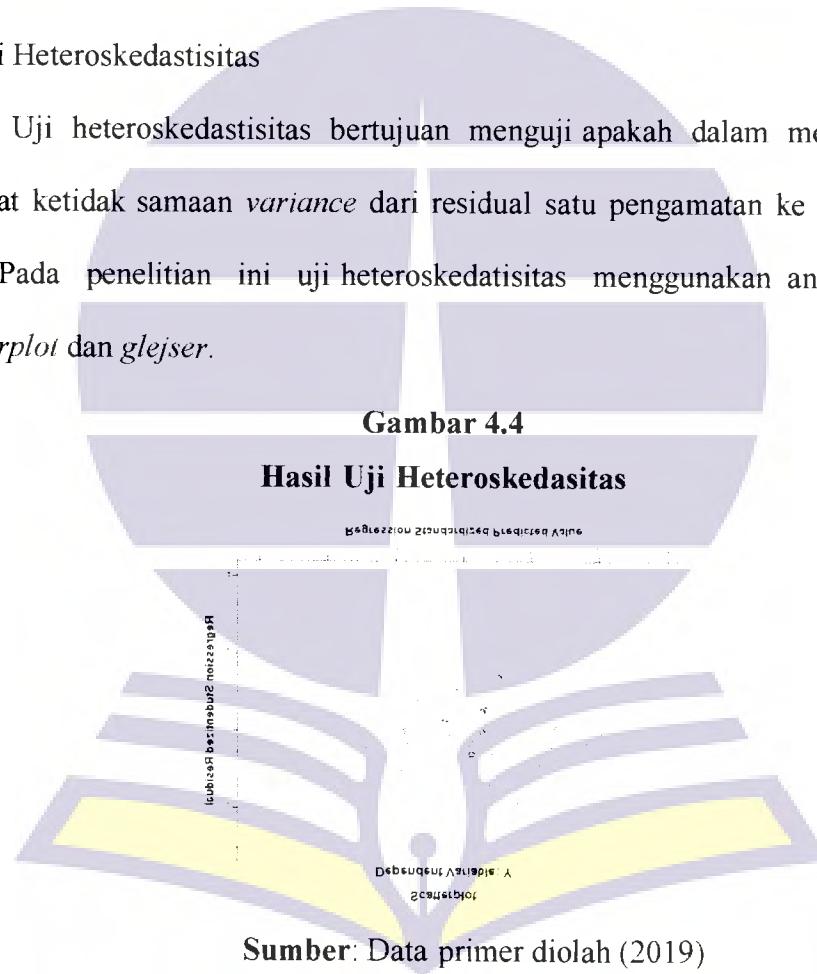 i Heteroskedastisitas
Uji heteroskedastisitas bertujuan menguji apakah dalam me
at ketidak samaan variance dari residual satu pengamatan ke
Pada penelitian ini uji heteroskedatisitas menggunakan an
rplot dan glejser.
Gambar 4.4
Hasil Uji Heteroskedasitas
Regression Standardized Predicted Value
Regression Studentized Residual
Dependent Variable: Y
Scatterplot
Sumber: Data primer diolah (2019)